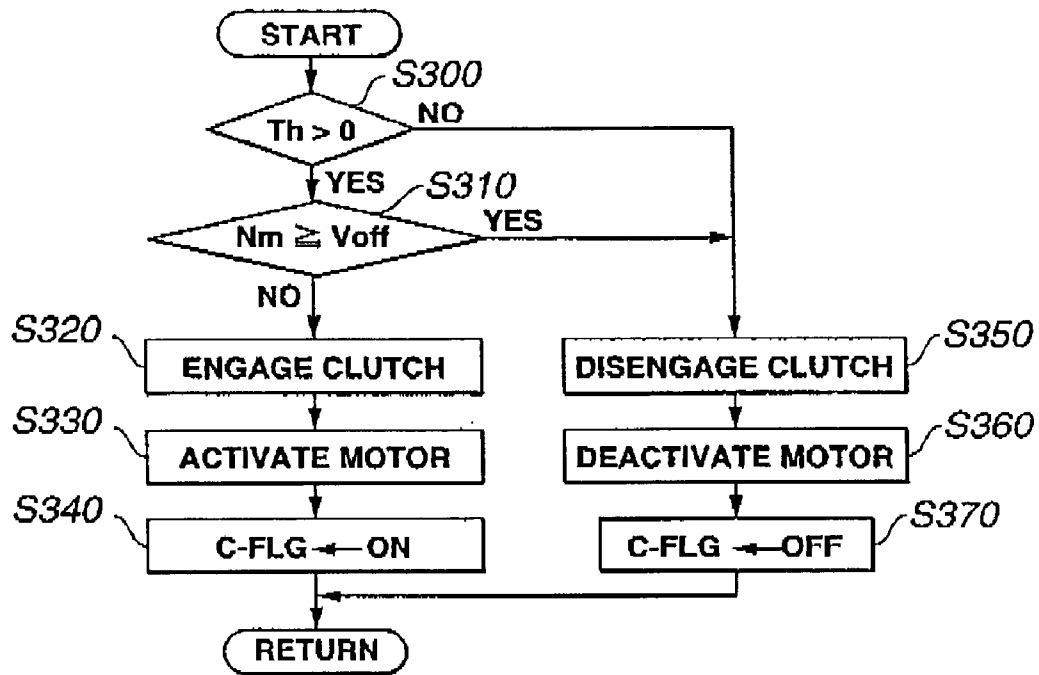 START
S300
Th > 0
NO
YES
S310
Nm ≧ Voff
YES
NO
S320
ENGAGE CLUTCH
DISENGAGE CLUTCH
S350
S330
ACTIVATE MOTOR
DEACTIVATE MOTOR
S360
S340
C-FLG ← ON
C-FLG ← OFF
S370
RETURN